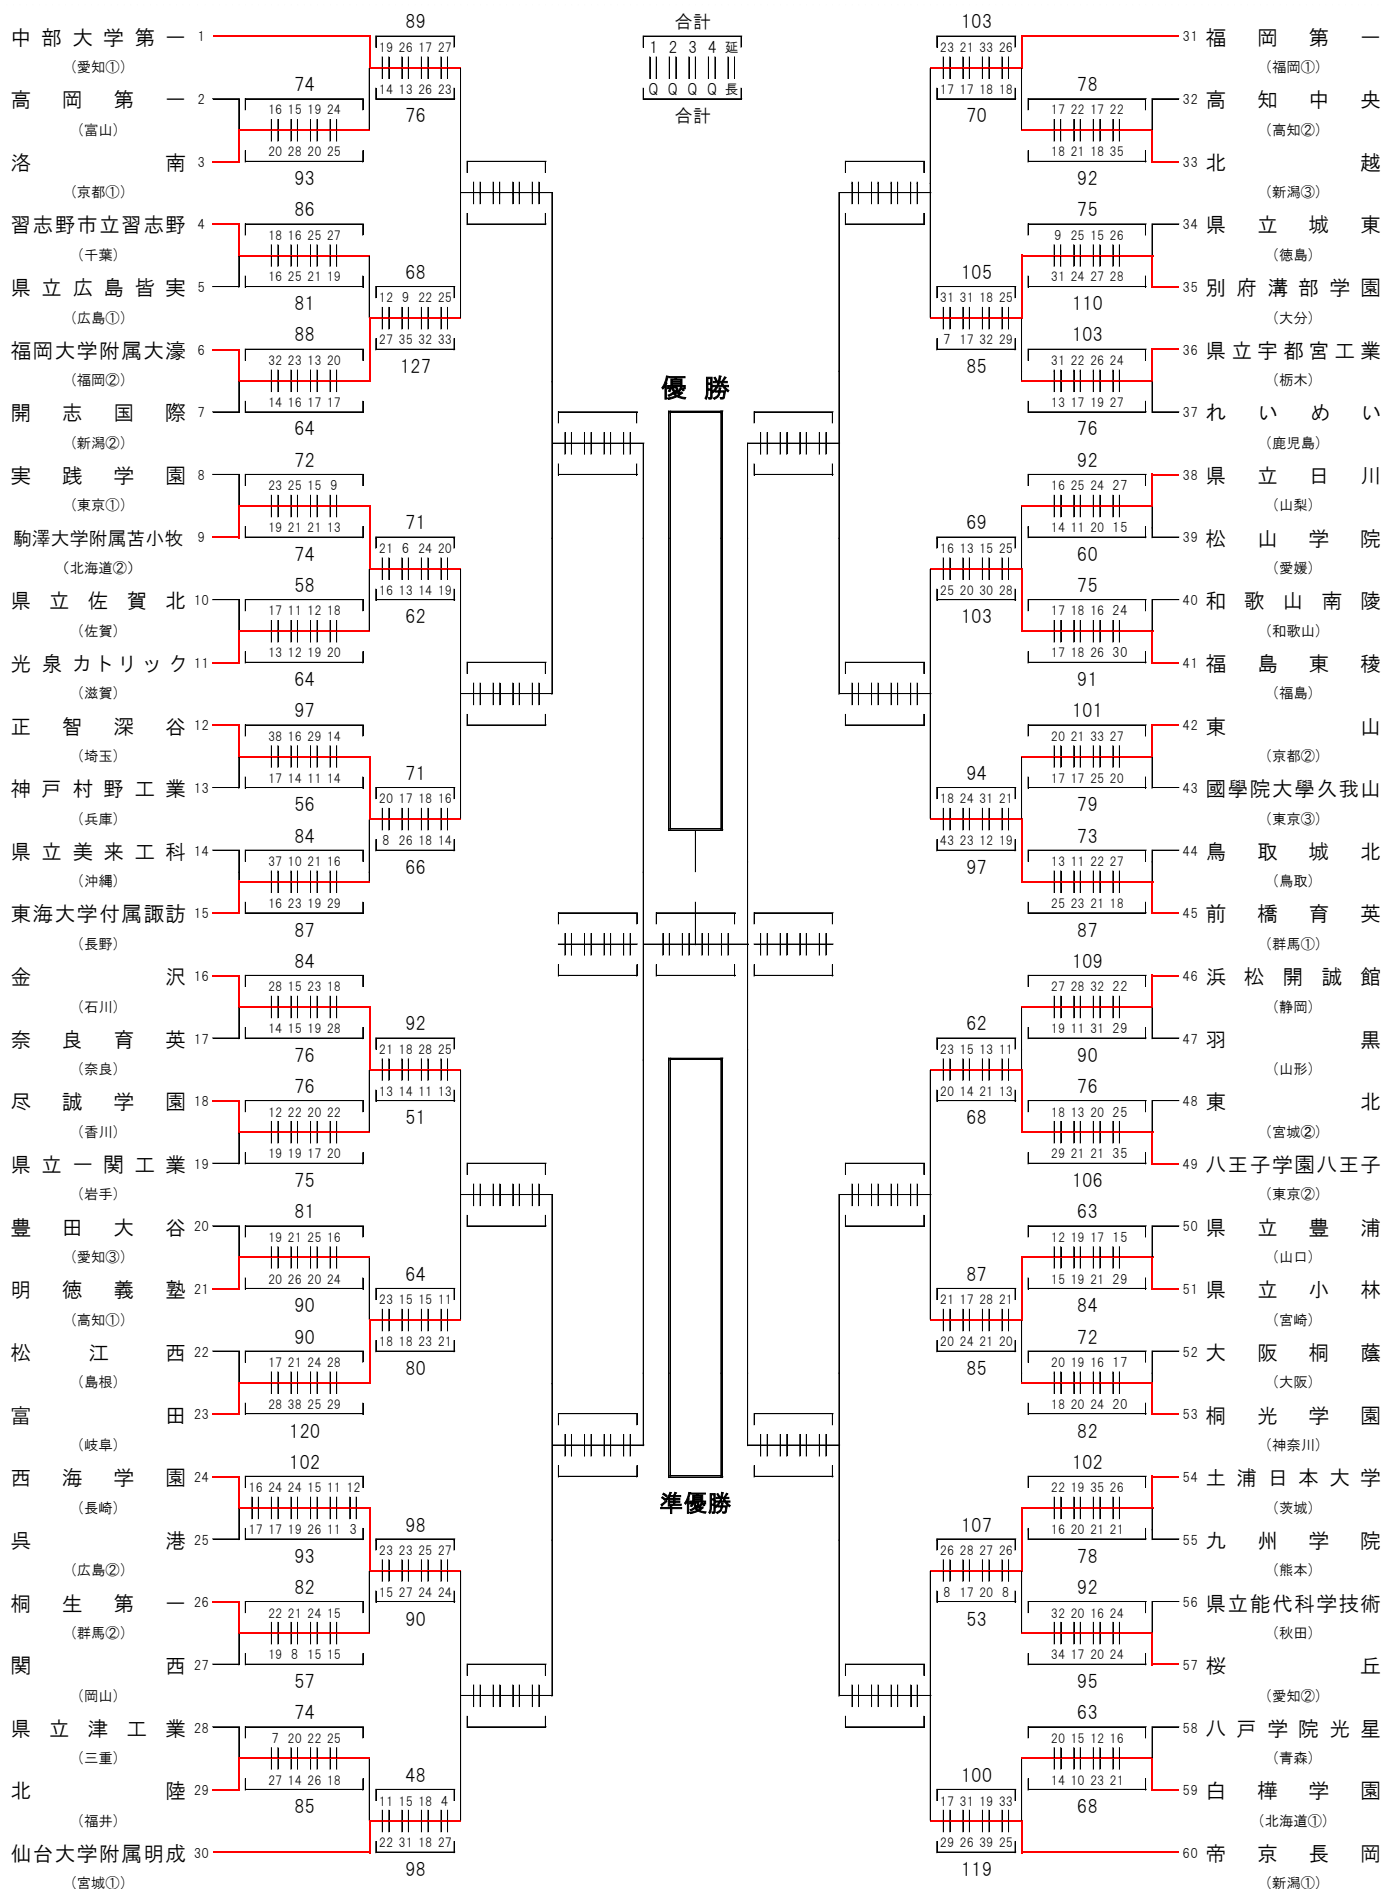 合計
1 2 3 4 延
Q Q Q Q 長
合計
優勝
準優勝
中部大学第一 1
(愛知①)
高岡第一 2
(富山)
洛南 3
(京都①)
習志野市立習志野 4
(千葉)
県立広島皆実 5
(広島①)
福岡大学附属大濠 6
(福岡②)
開志国際 7
(新潟②)
実践学園 8
(東京①)
駒澤大学附属苫小牧 9
(北海道②)
県立佐賀北 10
(佐賀)
光泉カトリック 11
(滋賀)
正智深谷 12
(埼玉)
神戸村野工業 13
(兵庫)
県立美来工科 14
(沖縄)
東海大学付属諏訪 15
(長野)
金沢 16
(石川)
奈良育英 17
(奈良)
尽誠学園 18
(香川)
県立一関工業 19
(岩手)
豊田大谷 20
(愛知③)
明徳義塾 21
(高知①)
松江西 22
(島根)
富田 23
(岐阜)
西海学園 24
(長崎)
呉港 25
(広島②)
桐生第一 26
(群馬②)
関西 27
(岡山)
県立津工業 28
(三重)
北陸 29
(福井)
仙台大学附属明成 30
(宮城①)
74
16 15 19 24
20 28 20 25
93
86
18 16 25 27
16 25 21 19
81
88
32 23 13 20
14 16 17 17
64
72
23 25 15 9
19 21 21 13
74
58
17 11 12 18
13 12 19 20
64
97
38 16 29 14
17 14 11 14
56
84
37 10 21 16
16 23 19 29
87
84
28 15 23 18
14 15 19 28
76
76
12 22 20 22
19 19 17 20
75
81
19 21 25 16
20 26 20 24
90
90
17 21 24 28
28 38 25 29
120
102
16 24 24 15 11 12
17 17 19 26 11 3
93
82
22 21 24 15
19 8 15 15
57
74
7 20 22 25
27 14 26 18
85
89
19 26 17 27
14 13 26 23
76
68
12 9 22 25
27 35 32 33
127
71
21 6 24 20
16 13 14 19
62
71
20 17 18 16
8 26 18 14
66
92
21 18 28 25
13 14 11 13
51
64
23 15 15 11
18 18 23 21
80
98
23 23 25 27
15 27 24 24
90
48
11 15 18 4
22 31 18 27
98
103
23 21 33 26
17 17 18 18
70
105
31 31 18 25
7 17 32 29
85
69
16 13 15 25
25 20 30 28
103
94
18 24 31 21
43 23 12 19
97
62
23 15 13 11
20 14 21 13
68
87
21 17 28 21
20 24 21 20
85
107
26 28 27 26
8 17 20 8
53
100
17 31 19 33
29 26 39 25
119
78
17 22 17 22
18 21 18 35
92
75
9 25 15 26
31 24 27 28
110
103
31 22 26 24
13 17 19 27
76
92
16 25 24 27
14 11 20 15
60
75
17 18 16 24
17 18 26 30
91
101
20 21 33 27
17 17 25 20
79
73
13 11 22 27
25 23 21 18
87
109
27 28 32 22
19 11 31 29
90
76
18 13 20 25
29 21 21 35
106
63
12 19 17 15
15 19 21 29
84
72
20 19 16 17
18 20 24 20
82
102
22 19 35 26
16 20 21 21
78
92
32 20 16 24
34 17 20 24
95
63
20 15 12 16
14 10 23 21
68
31 福岡第一
(福岡①)
32 高知中央
(高知②)
33 北越
(新潟③)
34 県立城東
(徳島)
35 別府溝部学園
(大分)
36 県立宇都宮工業
(栃木)
37 れいめい
(鹿児島)
38 県立日川
(山梨)
39 松山学院
(愛媛)
40 和歌山南陵
(和歌山)
41 福島東稜
(福島)
42 東山
(京都②)
43 國學院大學久我山
(東京③)
44 鳥取城北
(鳥取)
45 前橋育英
(群馬①)
46 浜松開誠館
(静岡)
47 羽黒
(山形)
48 東北
(宮城②)
49 八王子学園八王子
(東京②)
50 県立豊浦
(山口)
51 県立小林
(宮崎)
52 大阪桐蔭
(大阪)
53 桐光学園
(神奈川)
54 土浦日本大学
(茨城)
55 九州学院
(熊本)
56 県立能代科学技術
(秋田)
57 桜丘
(愛知②)
58 八戸学院光星
(青森)
59 白樺学園
(北海道①)
60 帝京長岡
(新潟①)